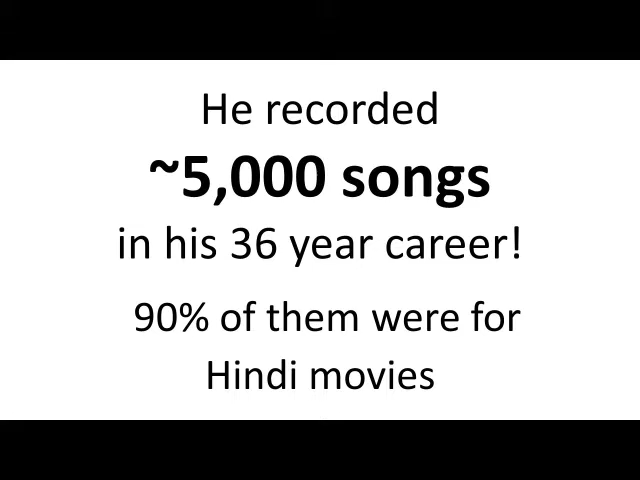 He recorded
~5,000 songs
in his 36 year career!
90% of them were for
Hindi movies